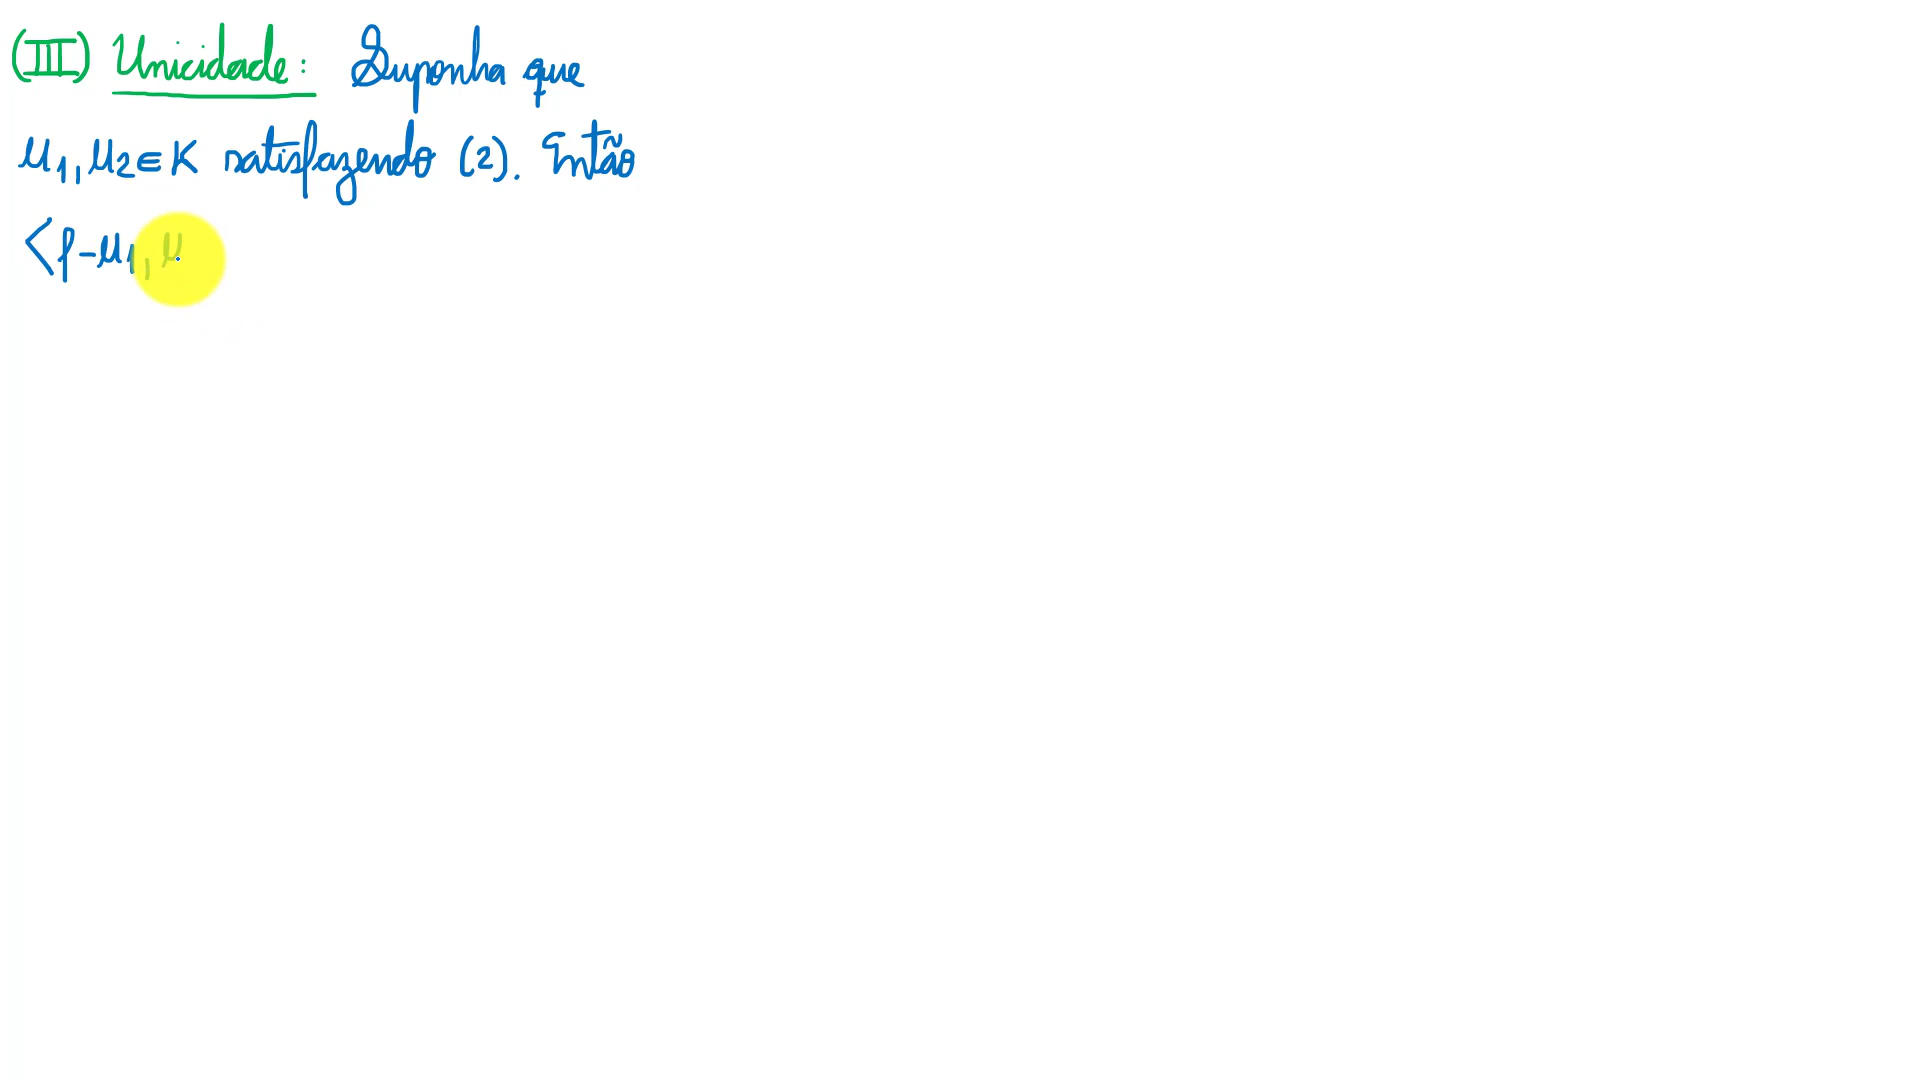 (III) Unicidade: Suponha que
u1, u2 ∈ K satisfazendo (2). Então
<f-u1, u